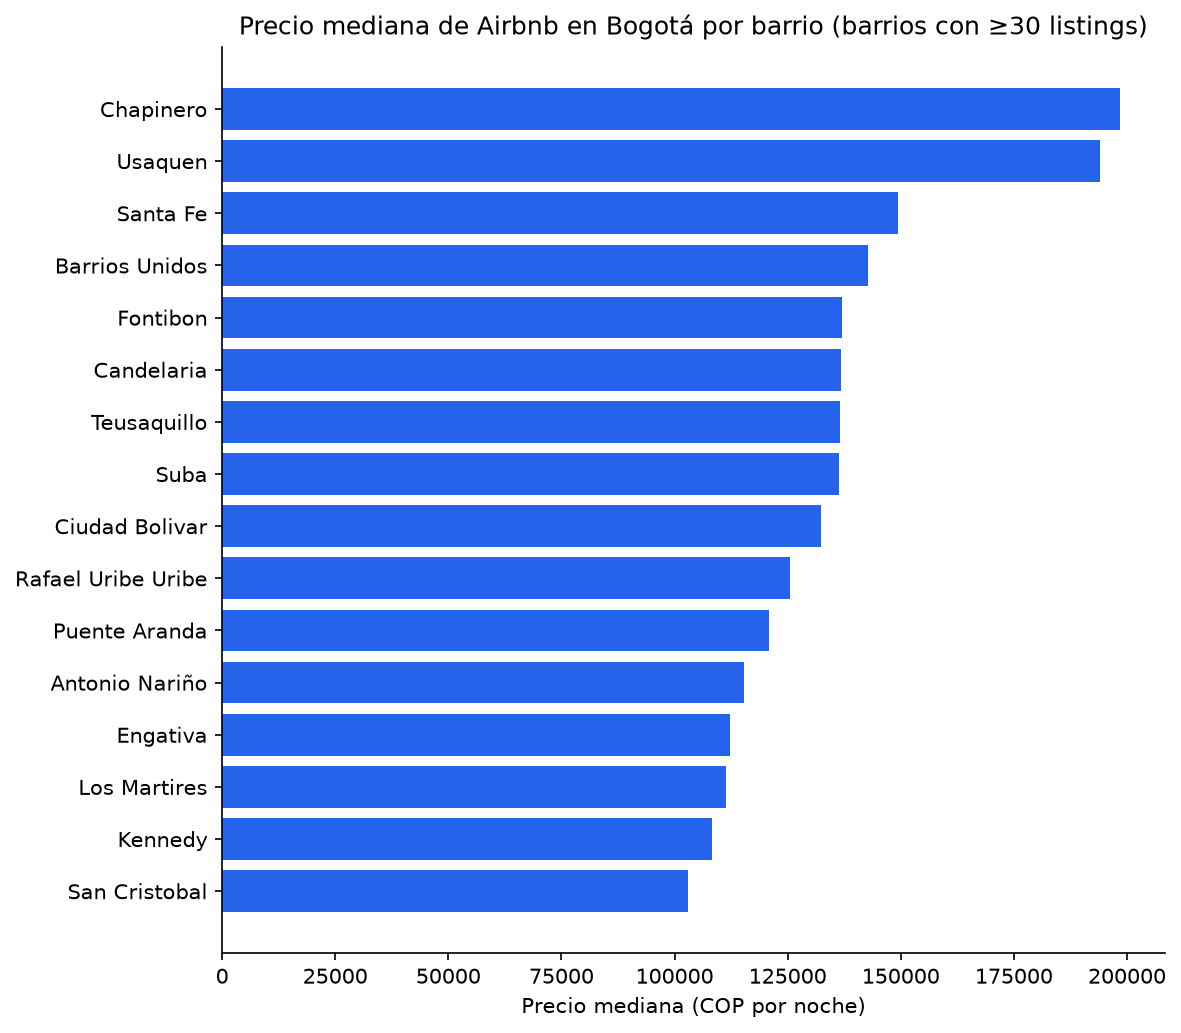 Precio mediana de Airbnb en Bogotá por barrio (barrios con ≥30 listings)
Chapinero
Usaquen
Santa Fe
Barrios Unidos
Fontibon
Candelaria
Teusaquillo
Suba
Ciudad Bolivar
Rafael Uribe Uribe
Puente Aranda
Antonio Nariño
Engativa
Los Martires
Kennedy
San Cristobal
0 25000 50000 75000 100000 125000 150000 175000 200000
Precio mediana (COP por noche)